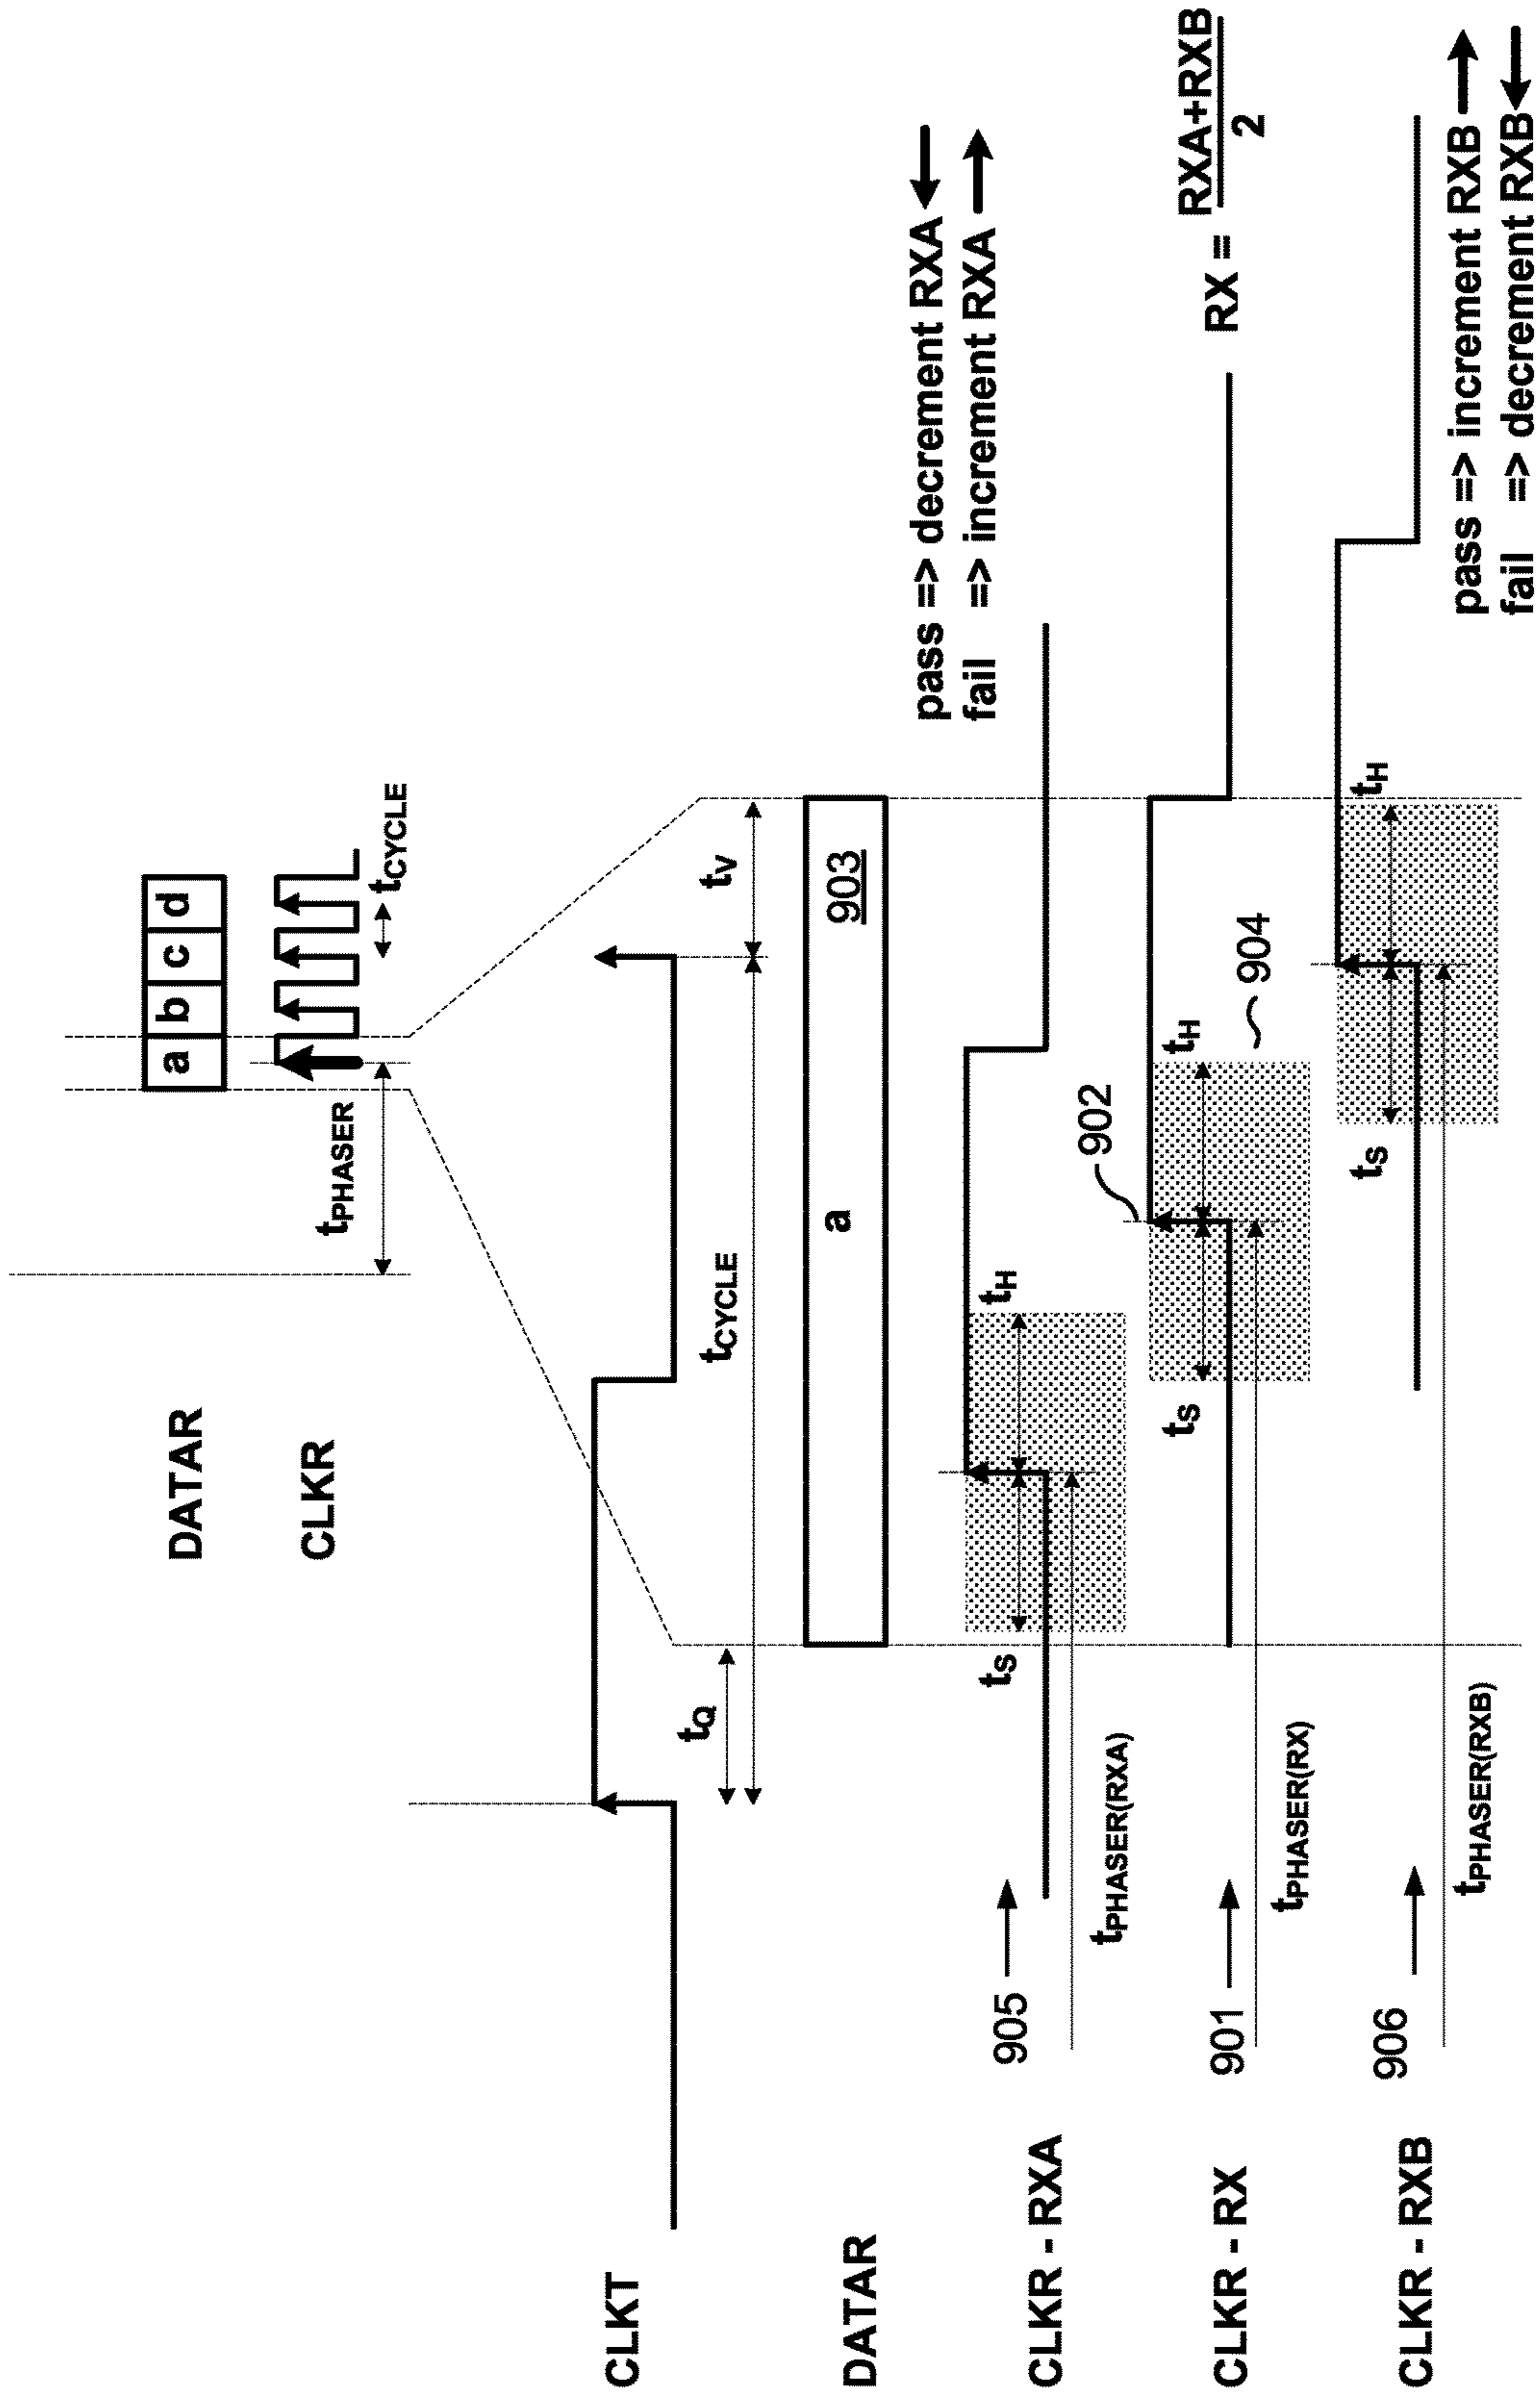 DATAR
a b c d
CLKR
tPHASER
tCYCLE
CLKT
tQ
tCYCLE
tV
DATAR
a
903
CLKR - RXA
905
tS
tH
tPHASER(RXA)
pass => decrement RXA
fail => increment RXA
CLKR - RX
901
902
tS
tH
904
tPHASER(RX)
RX = RXA+RXB
2
CLKR - RXB
906
tS
tH
tPHASER(RXB)
pass => increment RXB
fail => decrement RXB